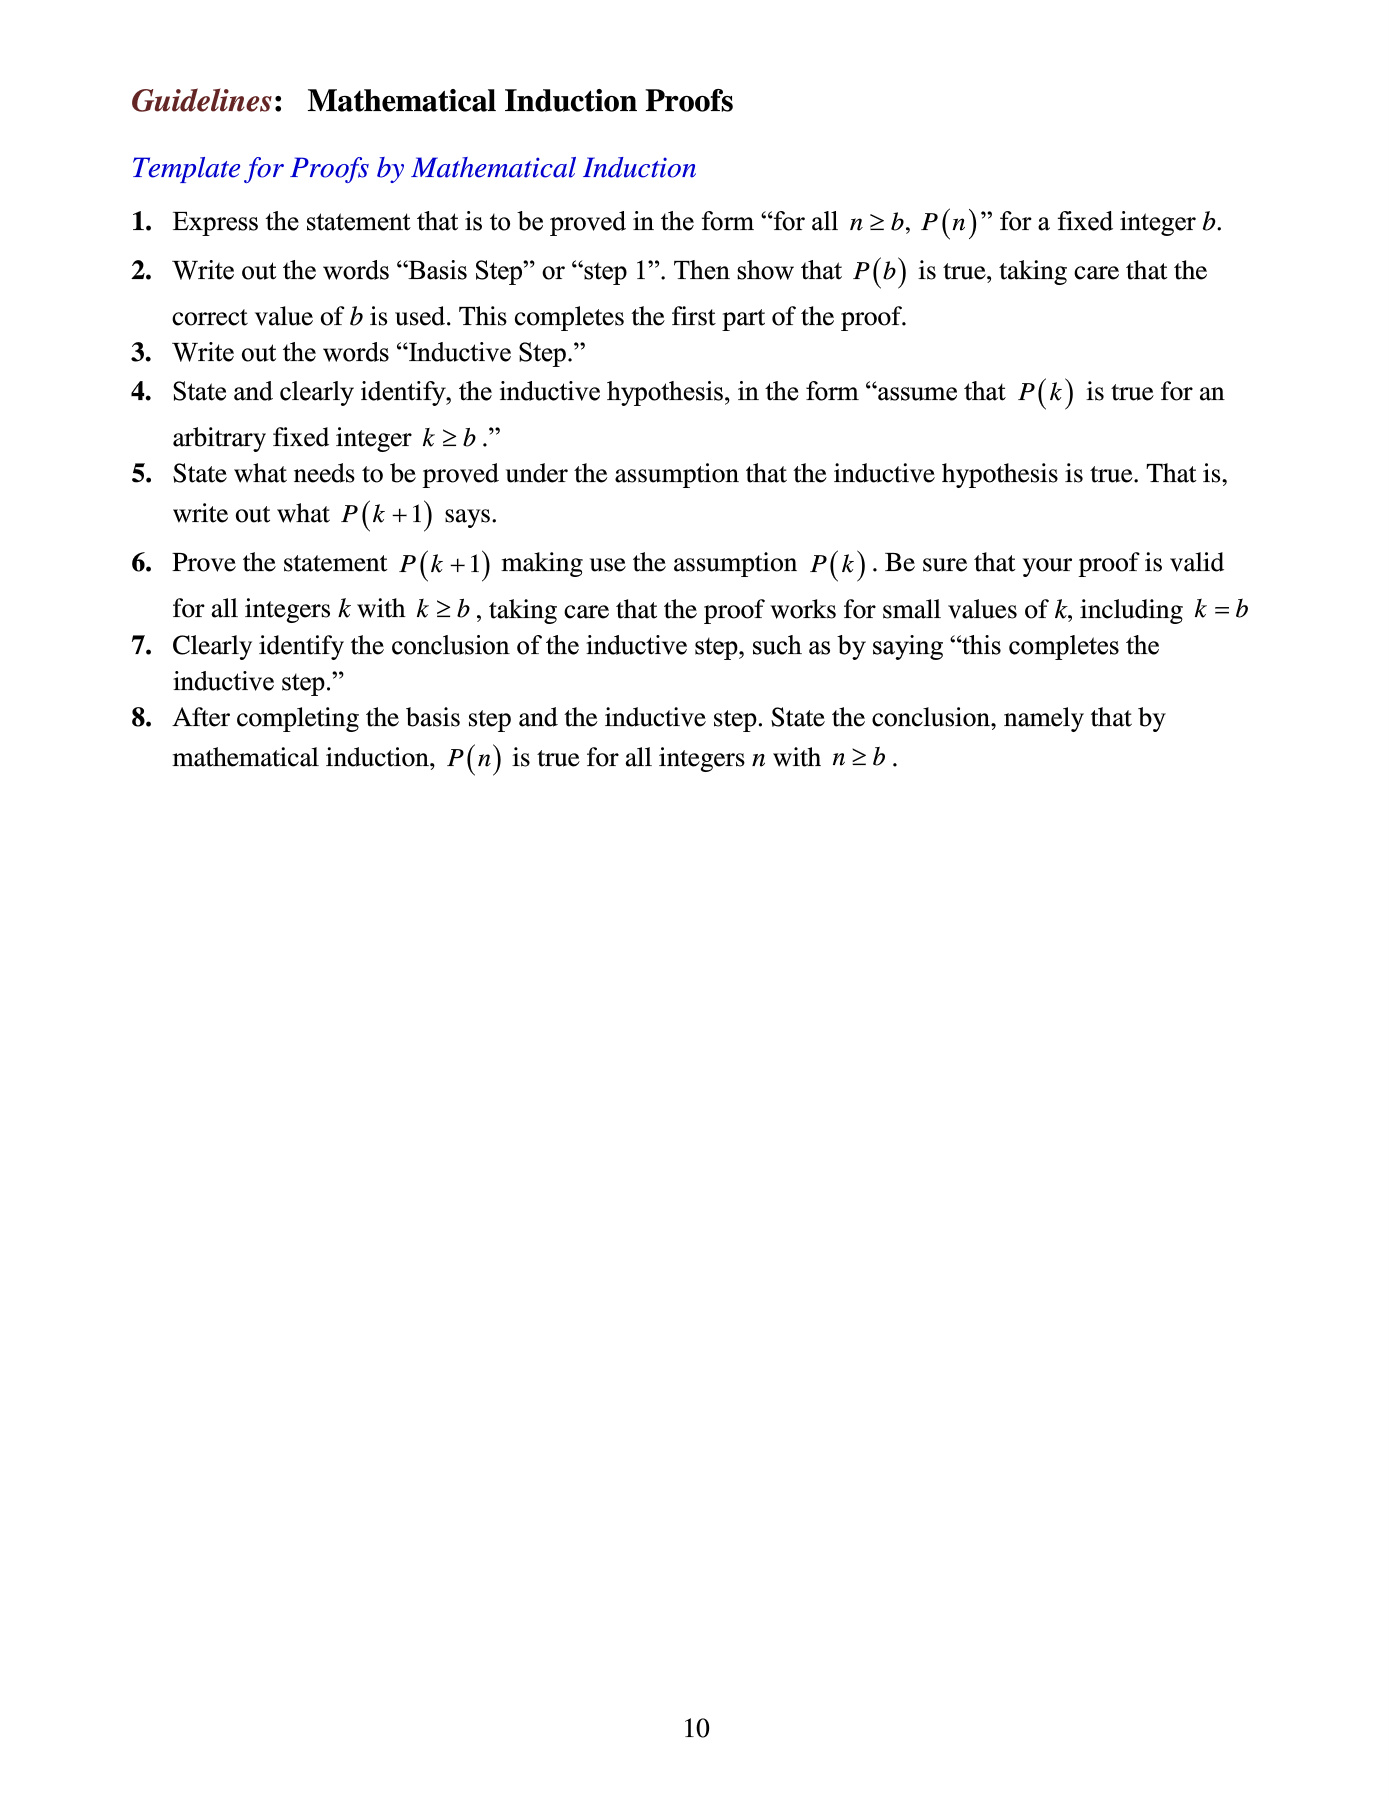 Guidelines: Mathematical Induction Proofs
Template for Proofs by Mathematical Induction
1. Express the statement that is to be proved in the form “for all n ≥ b, P(n)” for a fixed integer b.
2. Write out the words “Basis Step” or “step 1”. Then show that P(b) is true, taking care that the
correct value of b is used. This completes the first part of the proof.
3. Write out the words “Inductive Step.”
4. State and clearly identify, the inductive hypothesis, in the form “assume that P(k) is true for an
arbitrary fixed integer k ≥ b.”
5. State what needs to be proved under the assumption that the inductive hypothesis is true. That is,
write out what P(k+1) says.
6. Prove the statement P(k+1) making use the assumption P(k). Be sure that your proof is valid
for all integers k with k ≥ b, taking care that the proof works for small values of k, including k = b
7. Clearly identify the conclusion of the inductive step, such as by saying “this completes the
inductive step.”
8. After completing the basis step and the inductive step. State the conclusion, namely that by
mathematical induction, P(n) is true for all integers n with n ≥ b.
10